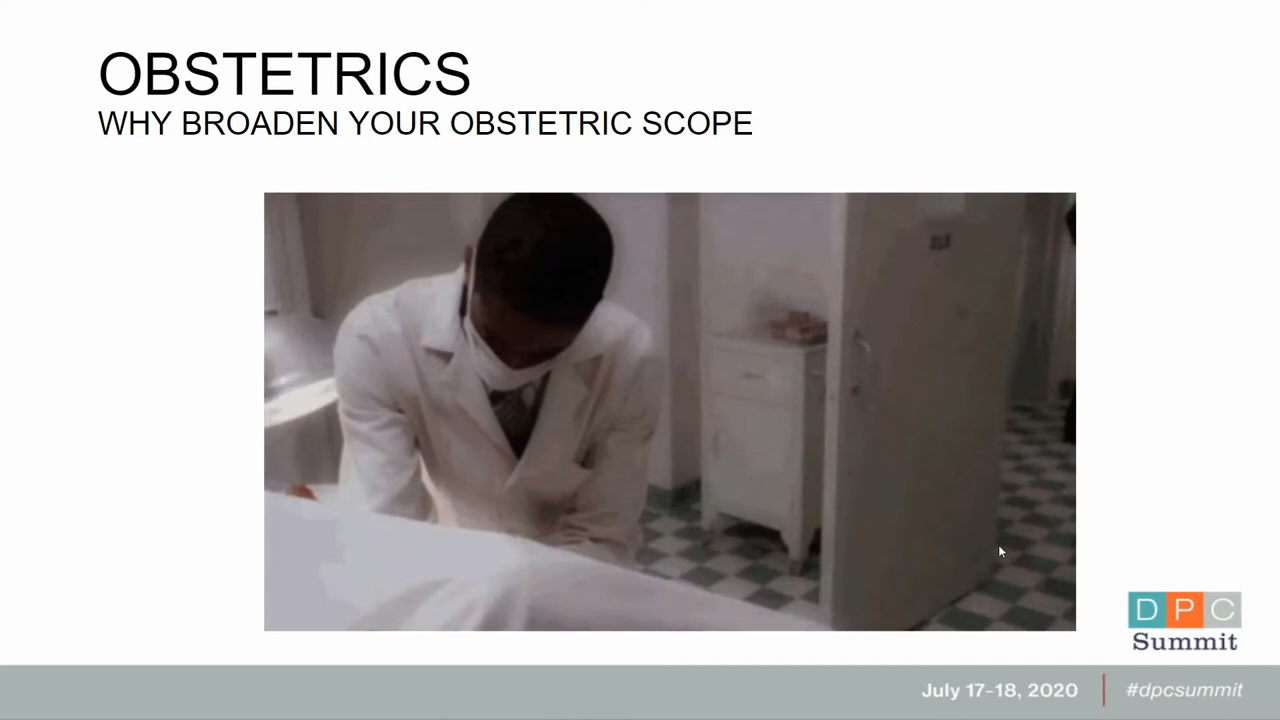 OBSTETRICS
WHY BROADEN YOUR OBSTETRIC SCOPE
D P C
Summit
July 17-18, 2020
#dpcsummit